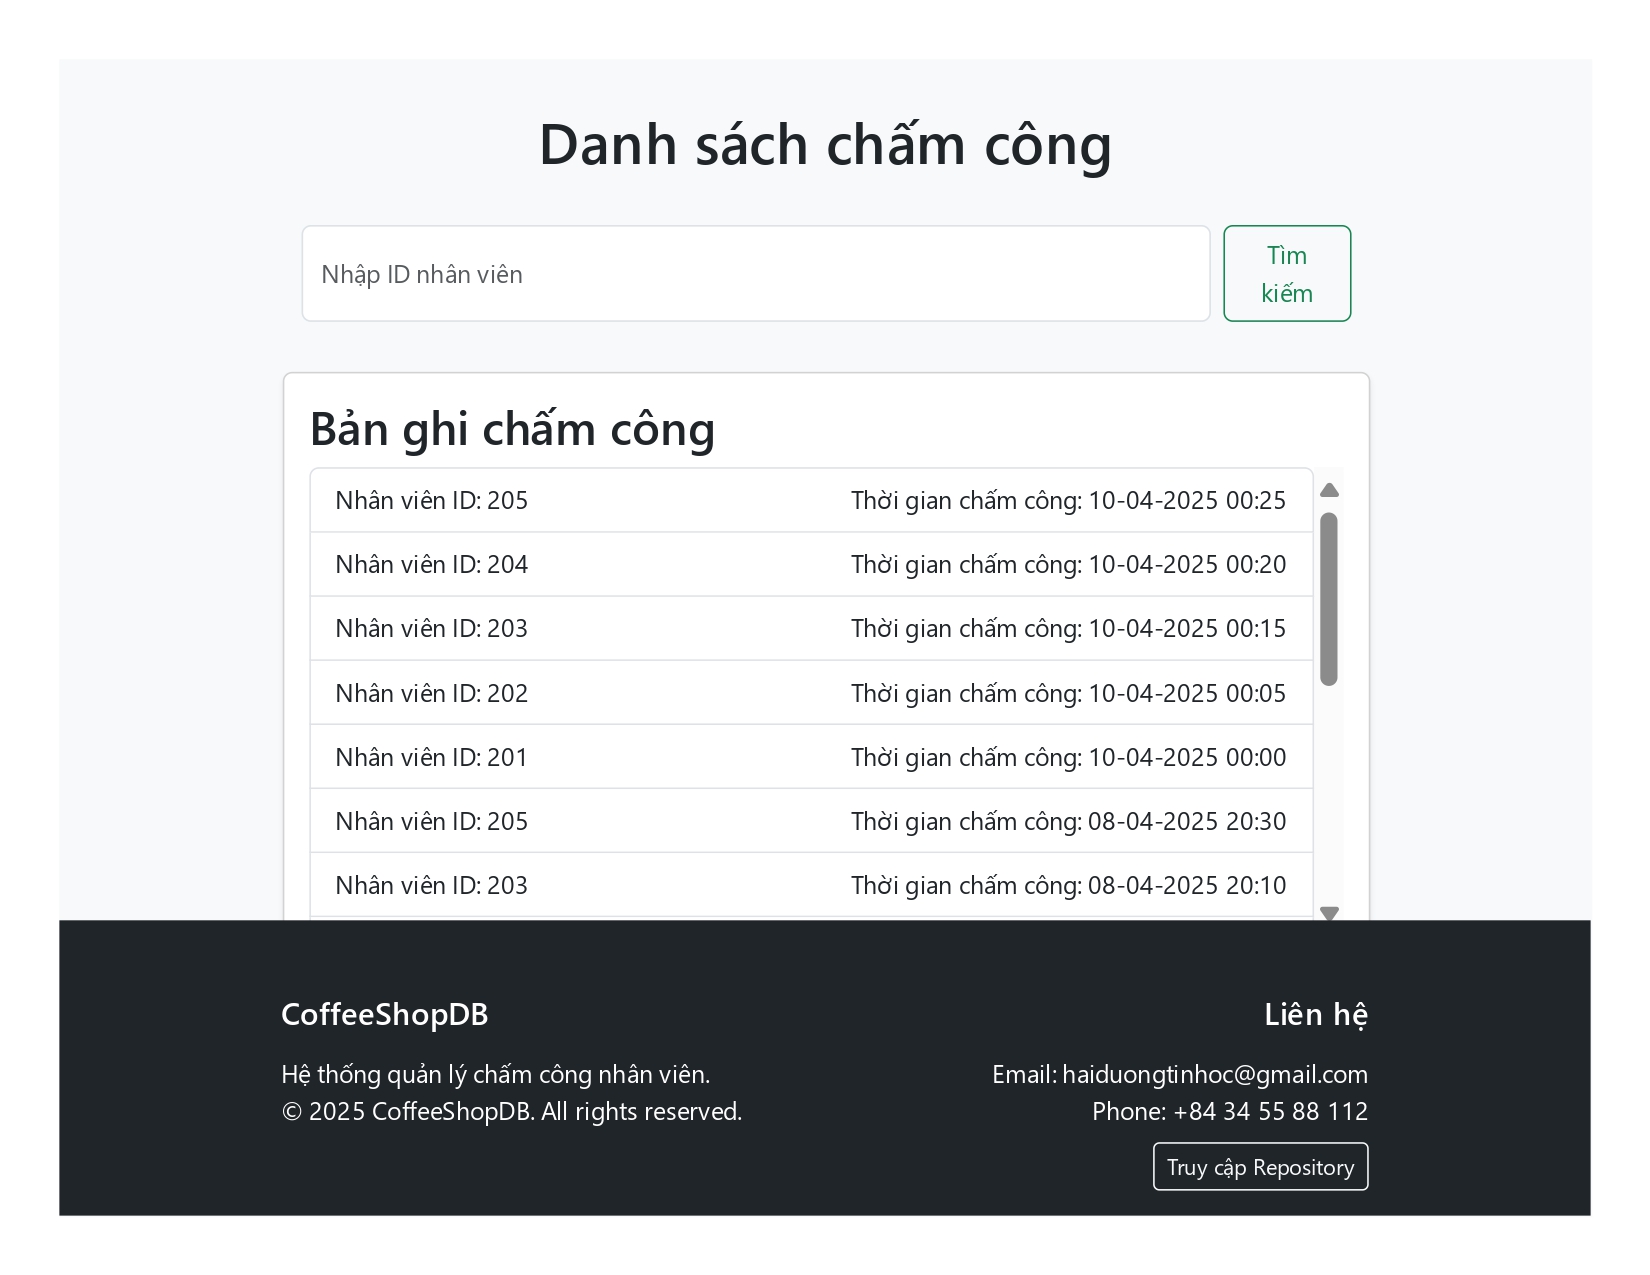 Danh sách chấm công
Nhập ID nhân viên
Tìm
kiếm
Bản ghi chấm công
Nhân viên ID: 205 Thời gian chấm công: 10-04-2025 00:25
Nhân viên ID: 204 Thời gian chấm công: 10-04-2025 00:20
Nhân viên ID: 203 Thời gian chấm công: 10-04-2025 00:15
Nhân viên ID: 202 Thời gian chấm công: 10-04-2025 00:05
Nhân viên ID: 201 Thời gian chấm công: 10-04-2025 00:00
Nhân viên ID: 205 Thời gian chấm công: 08-04-2025 20:30
Nhân viên ID: 203 Thời gian chấm công: 08-04-2025 20:10
CoffeeShopDB
Hệ thống quản lý chấm công nhân viên.
© 2025 CoffeeShopDB. All rights reserved.
Liên hệ
Email: haiduongtinhoc@gmail.com
Phone: +84 34 55 88 112
Truy cập Repository